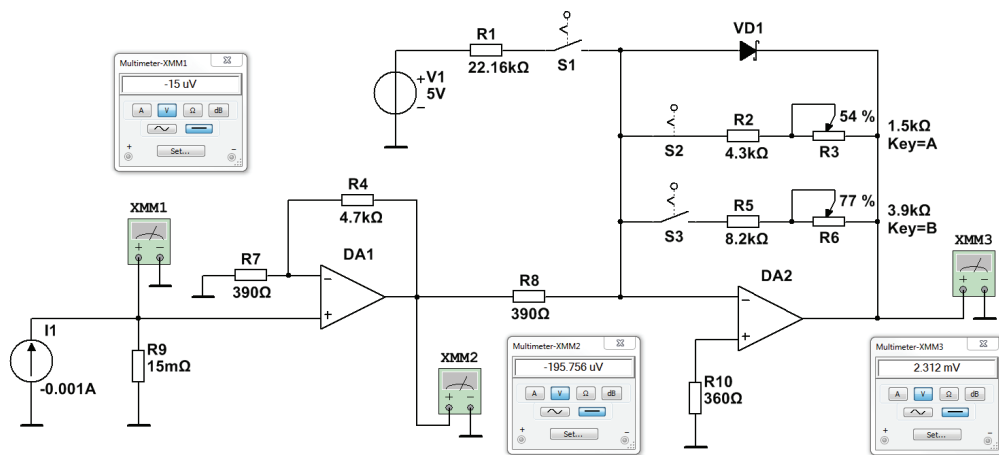 R1
22.16kΩ
S1
VD1
+V1
5V
−
Multimeter-XMM1
-15 uV
A V Ω dB
Set...
+ −
S2
R2
4.3kΩ
54 %
R3
1.5kΩ
Key=A
S3
R5
8.2kΩ
77 %
R6
3.9kΩ
Key=B
R4
4.7kΩ
XMM1
+ −
R7
390Ω
DA1
−
+
R8
390Ω
DA2
−
+
XMM3
+ −
I1
-0.001A
R9
15mΩ
XMM2
+ −
Multimeter-XMM2
-195.756 uV
A V Ω dB
Set...
+ −
R10
360Ω
Multimeter-XMM3
2.312 mV
A V Ω dB
Set...
+ −